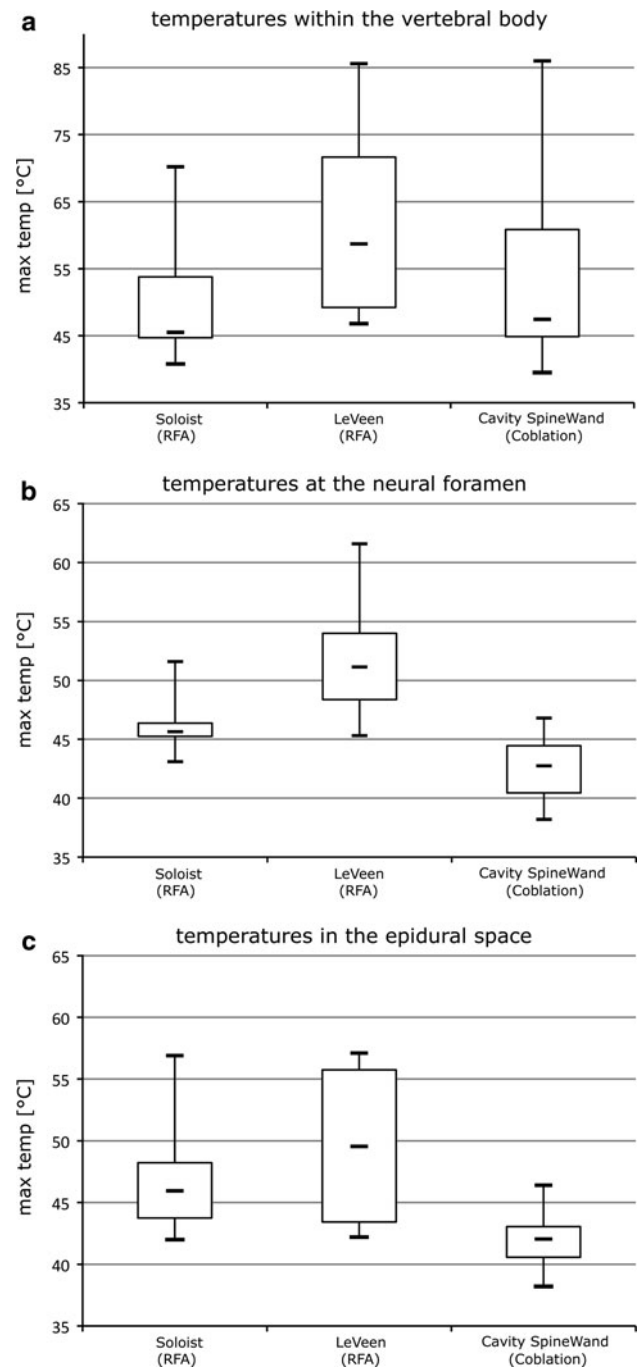 a
temperatures within the vertebral body
max temp [°C]
85
75
65
55
45
35
Soloist
(RFA)
LeVeen
(RFA)
Cavity SpineWand
(Coblation)
b
temperatures at the neural foramen
max temp [°C]
65
60
55
50
45
40
35
Soloist
(RFA)
LeVeen
(RFA)
Cavity SpineWand
(Coblation)
c
temperatures in the epidural space
max temp [°C]
65
60
55
50
45
40
35
Soloist
(RFA)
LeVeen
(RFA)
Cavity SpineWand
(Coblation)